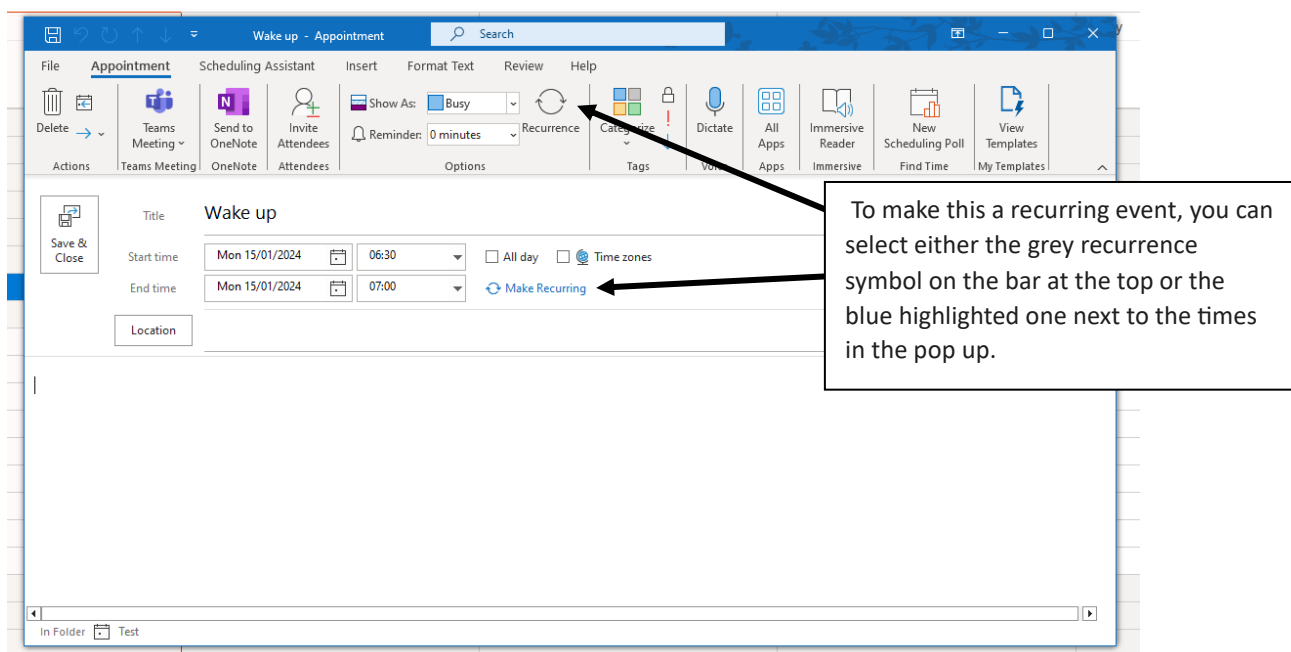 Wake up - Appointment
Search
y
File Appointment Scheduling Assistant Insert Format Text Review Help
Delete
Teams Meeting
Send to OneNote
Invite Attendees
Show As: Busy
Reminder: 0 minutes
Recurrence
Categorize
Dictate
All Apps
Immersive Reader
New Scheduling Poll
View Templates
Actions Teams Meeting OneNote Attendees Options Tags Voice Apps Immersive Find Time My Templates
Save & Close
Title Wake up
Start time Mon 15/01/2024 06:30 All day Time zones
End time Mon 15/01/2024 07:00 Make Recurring
Location
To make this a recurring event, you can
select either the grey recurrence
symbol on the bar at the top or the
blue highlighted one next to the times
in the pop up.
In Folder Test